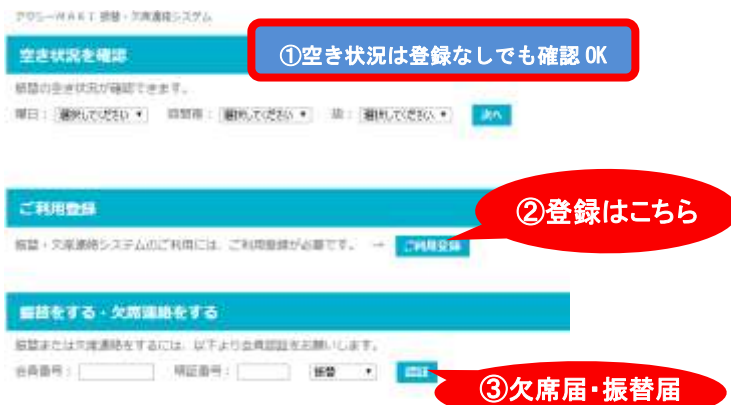 アクシーMAKI 振替・欠席連絡システム
空き状況を確認
①空き状況は登録なしでも確認OK
振替の空き状況が確認できます。
曜日： 選択してください 時間帯： 選択してください 級： 選択してください 次へ
ご利用登録
②登録はこちら
振替・欠席連絡システムのご利用には、ご利用登録が必要です。 → ご利用登録
振替をする・欠席連絡をする
振替または欠席連絡をするには、以下より会員認証をお願いします。
会員番号： 暗証番号： 振替 認証
③欠席届・振替届